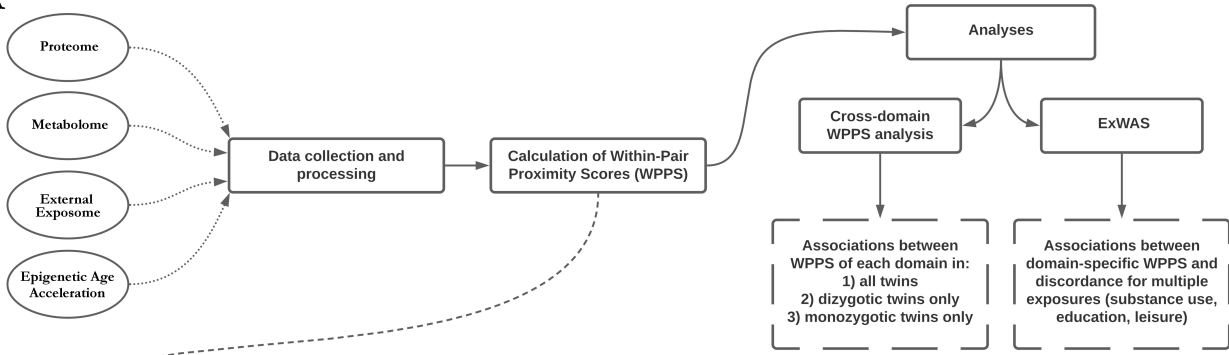 Proteome
Metabolome
External
Exposome
Epigenetic Age
Acceleration
Data collection and
processing
Calculation of Within-Pair
Proximity Scores (WPPS)
Analyses
Cross-domain
WPPS analysis
ExWAS
Associations between
WPPS of each domain in:
1) all twins
2) dizygotic twins only
3) monozygotic twins only
Associations between
domain-specific WPPS and
discordance for multiple
exposures (substance use,
education, leisure)